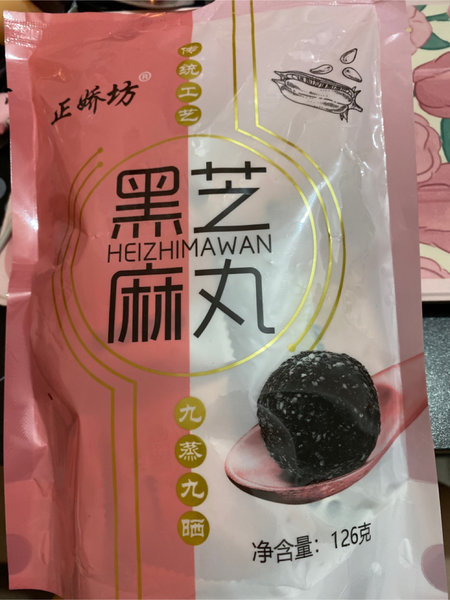 正娇坊®
传统工艺
黑芝
HEIZHIMAWAN
麻丸
九蒸九晒
净含量：126克